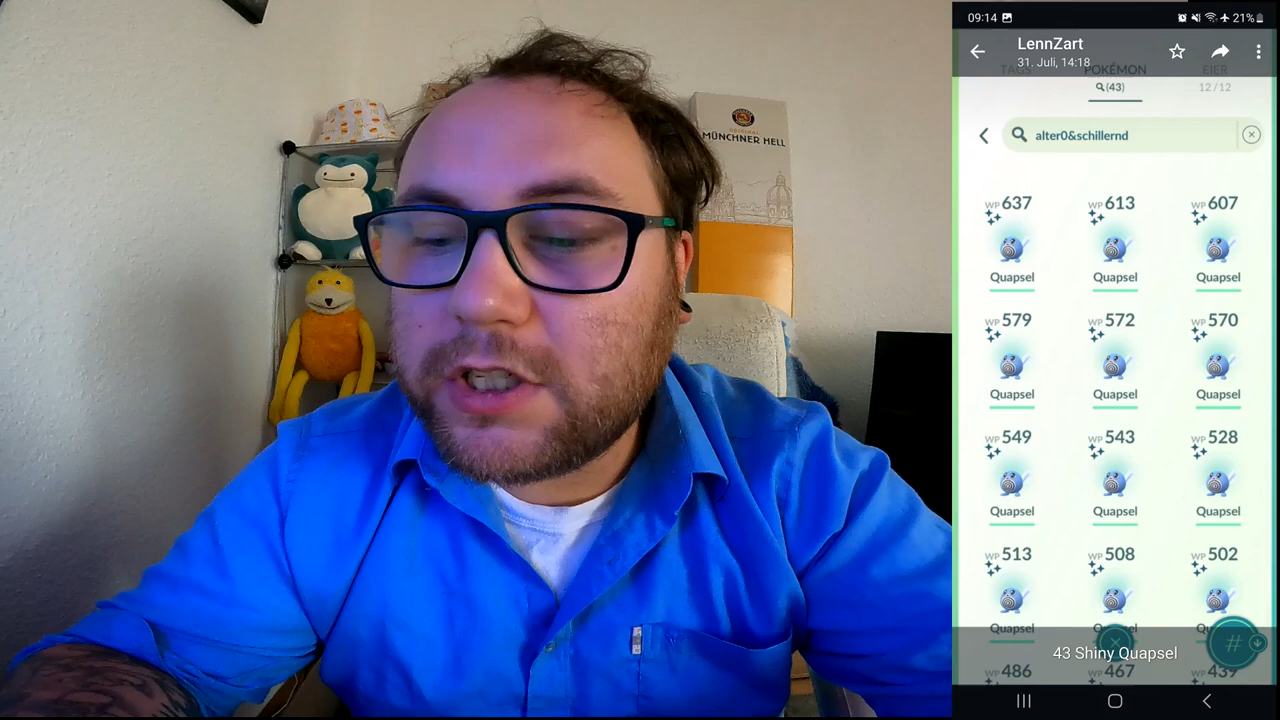 ORIGINAL
MÜNCHNER HELL
09:14
21%
LennZart
31. Juli, 14:18
TAGS POKÉMON EIER
(43) 12/12
alter0&schillernd
WP 637 WP 613 WP 607
Quapsel Quapsel Quapsel
WP 579 WP 572 WP 570
Quapsel Quapsel Quapsel
WP 549 WP 543 WP 528
Quapsel Quapsel Quapsel
WP 513 WP 508 WP 502
Quapsel
43 Shiny Quapsel
WP 486 WP 467 WP 439